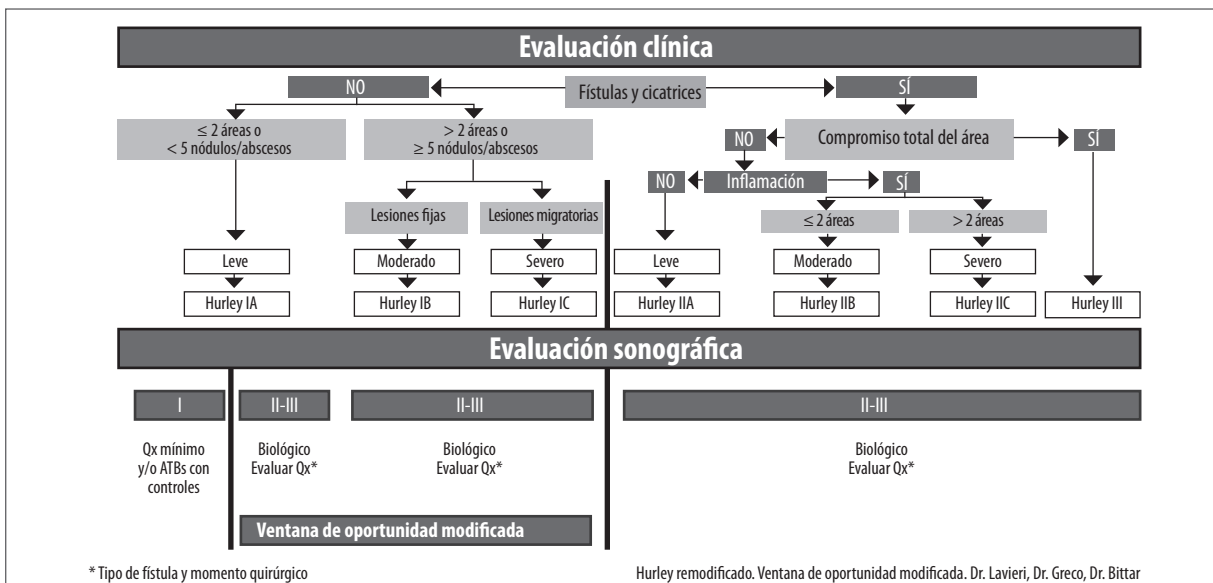 Evaluación clínica
NO
Fístulas y cicatrices
SÍ
≤ 2 áreas o
< 5 nódulos/abscesos
> 2 áreas o
≥ 5 nódulos/abscesos
NO
Compromiso total del área
SÍ
NO
Inflamación
SÍ
Lesiones fijas
Lesiones migratorias
≤ 2 áreas
> 2 áreas
Leve
Moderado
Severo
Leve
Moderado
Severo
Hurley IA
Hurley IB
Hurley IC
Hurley IIA
Hurley IIB
Hurley IIC
Hurley III
Evaluación sonográfica
I
II-III
II-III
II-III
Qx mínimo
y/o ATBs con
controles
Biológico
Evaluar Qx*
Biológico
Evaluar Qx*
Biológico
Evaluar Qx*
Ventana de oportunidad modificada
* Tipo de fístula y momento quirúrgico
Hurley remodificado. Ventana de oportunidad modificada. Dr. Lavieri, Dr. Greco, Dr. Bittar